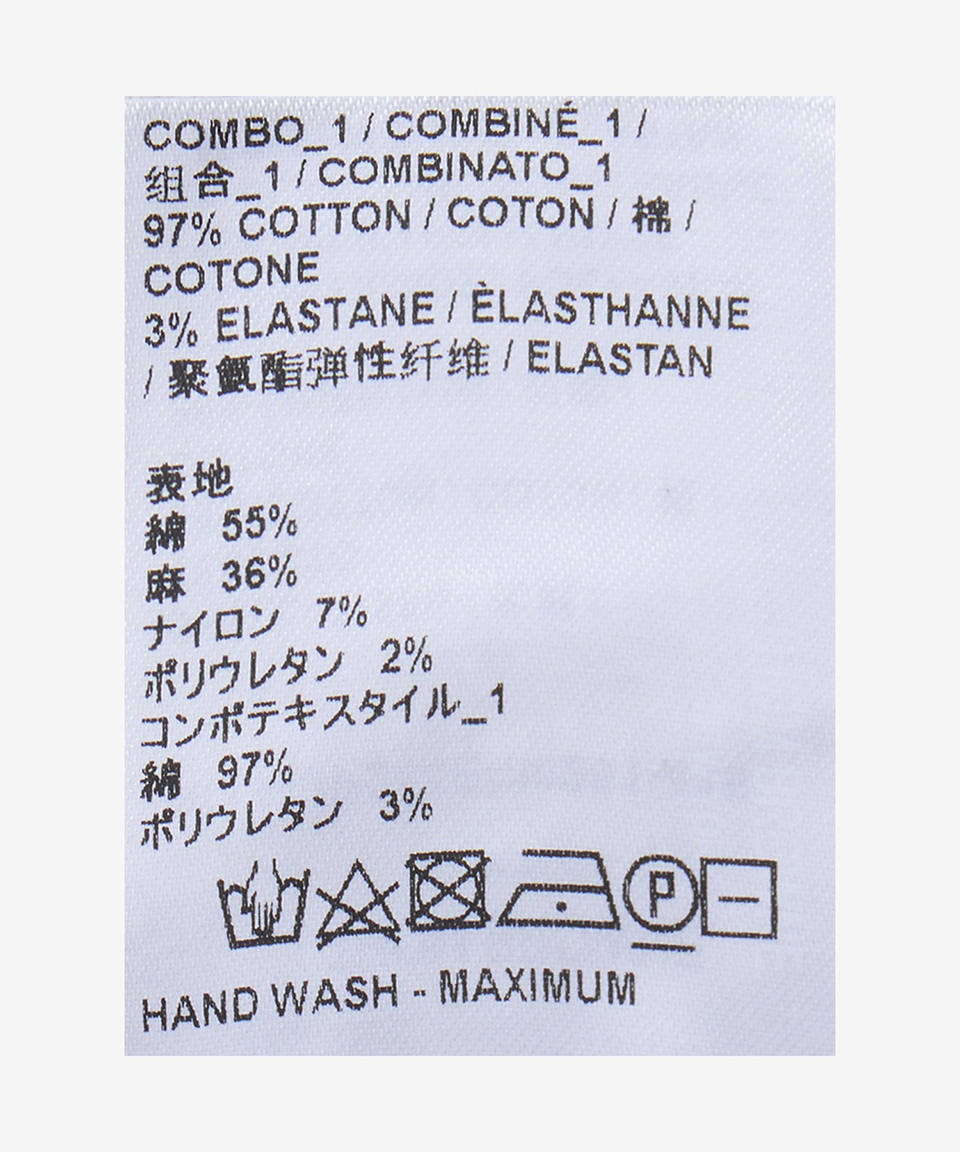 COMBO_1 / COMBINÉ_1 /
组合_1 / COMBINATO_1
97% COTTON / COTON / 棉 /
COTONE
3% ELASTANE / ÈLASTHANNE
/ 聚氨酯弹性纤维 / ELASTAN
表地
綿 55%
麻 36%
ナイロン 7%
ポリウレタン 2%
コンポテキスタイル_1
綿 97%
ポリウレタン 3%
P
HAND WASH - MAXIMUM